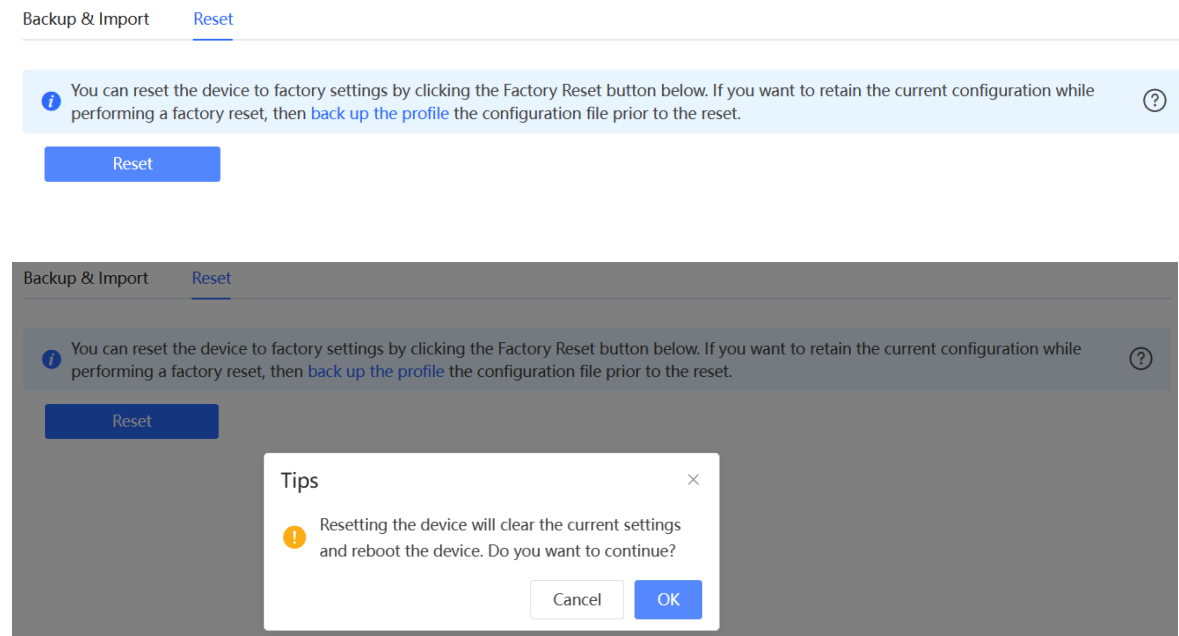 Backup & Import Reset
You can reset the device to factory settings by clicking the Factory Reset button below. If you want to retain the current configuration while
performing a factory reset, then back up the profile the configuration file prior to the reset.
Reset
Backup & Import Reset
You can reset the device to factory settings by clicking the Factory Reset button below. If you want to retain the current configuration while
performing a factory reset, then back up the profile the configuration file prior to the reset.
Reset
Tips
Resetting the device will clear the current settings
and reboot the device. Do you want to continue?
Cancel OK